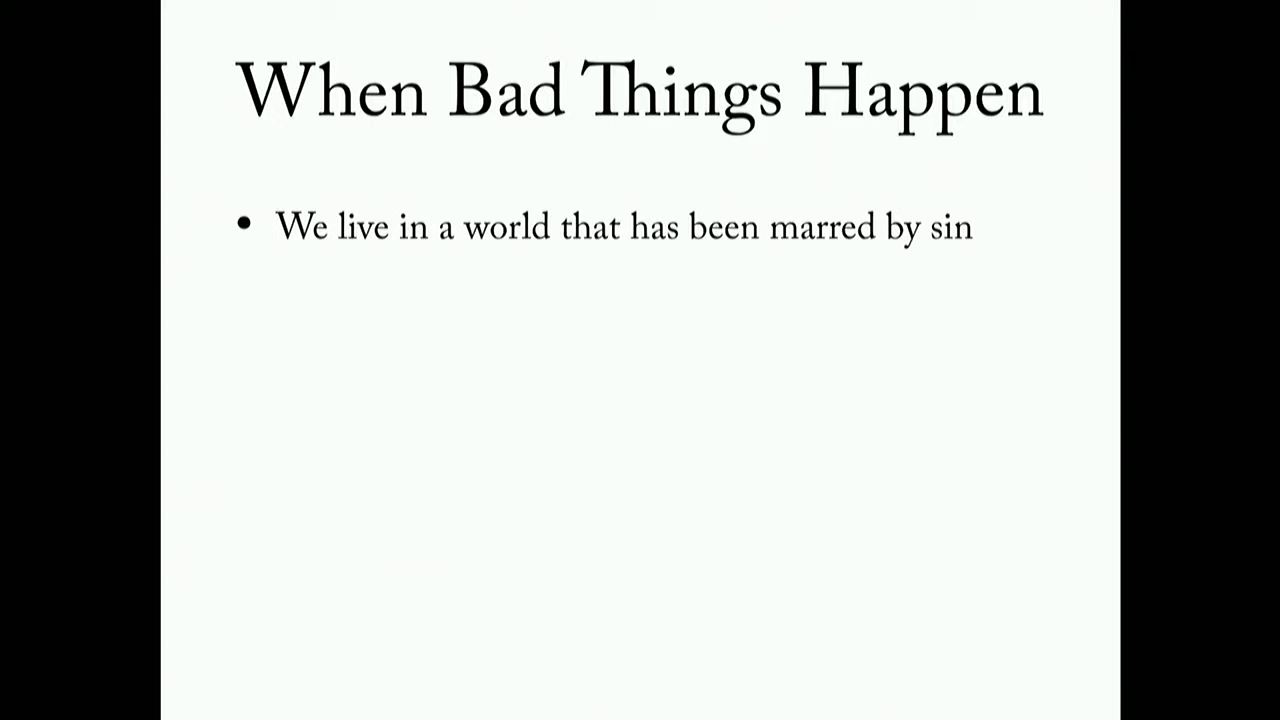 When Bad Things Happen
• We live in a world that has been marred by sin